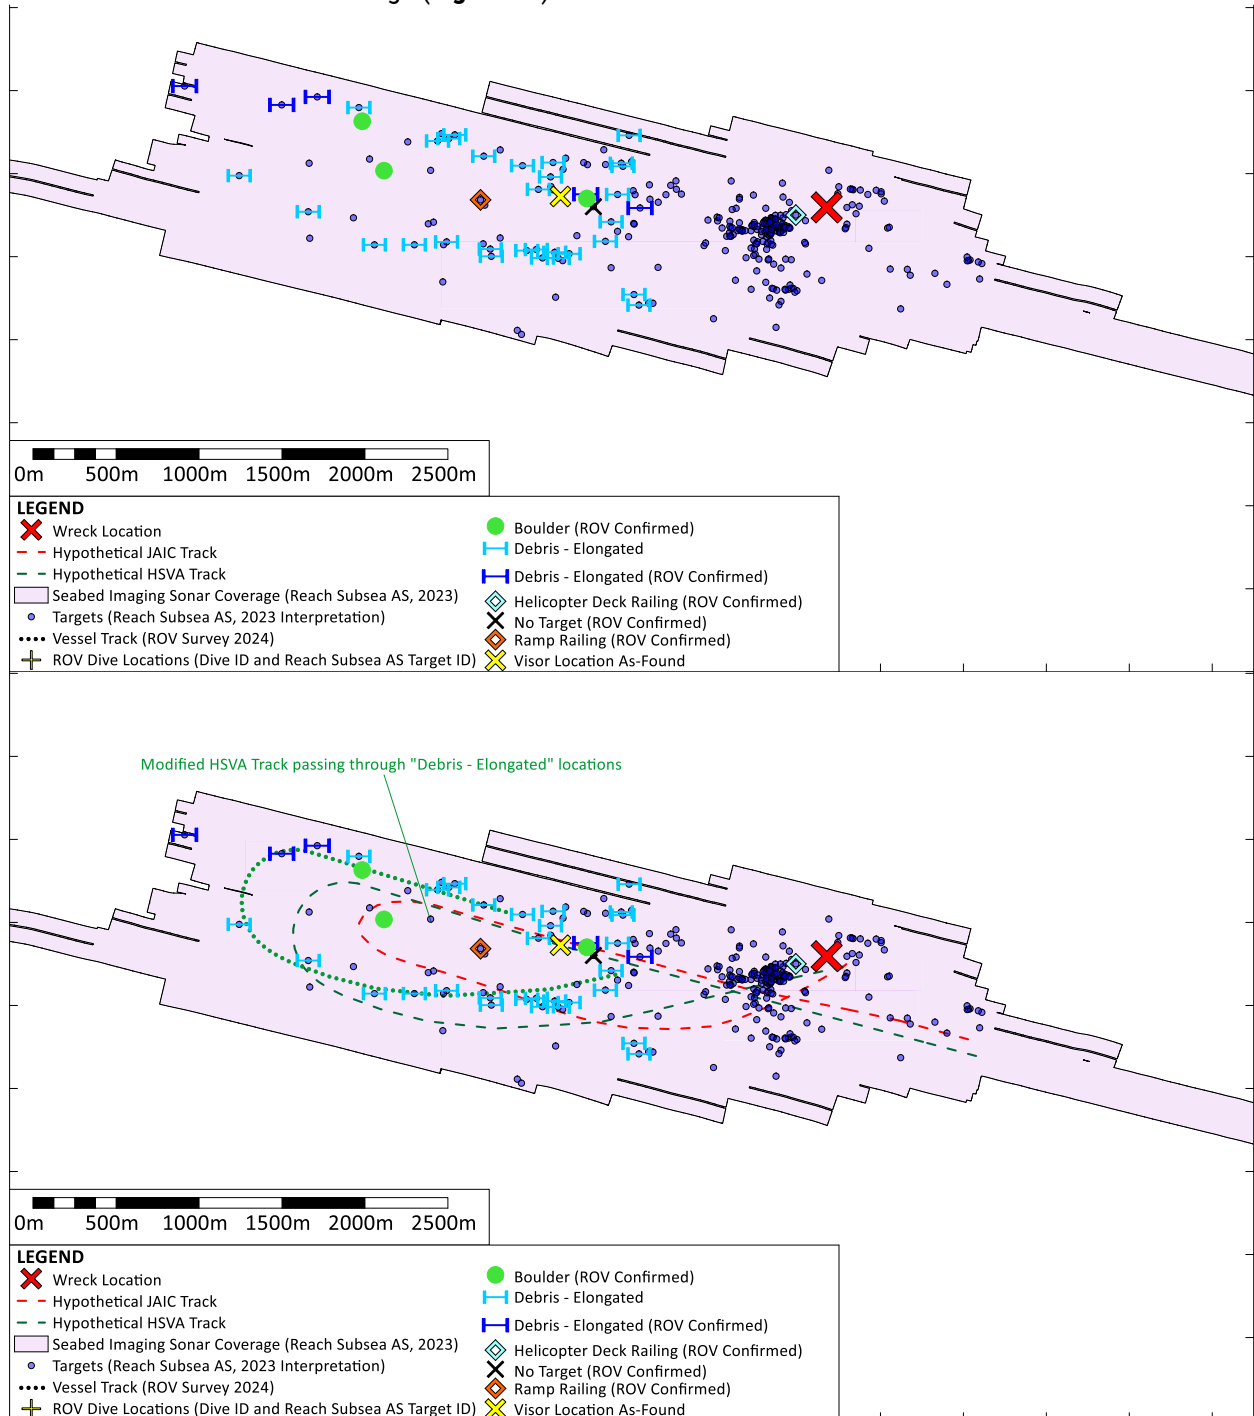 0m 500m 1000m 1500m 2000m 2500m
LEGEND
Wreck Location
Hypothetical JAIC Track
Hypothetical HSVA Track
Seabed Imaging Sonar Coverage (Reach Subsea AS, 2023)
Targets (Reach Subsea AS, 2023 Interpretation)
Vessel Track (ROV Survey 2024)
ROV Dive Locations (Dive ID and Reach Subsea AS Target ID)
Boulder (ROV Confirmed)
Debris - Elongated
Debris - Elongated (ROV Confirmed)
Helicopter Deck Railing (ROV Confirmed)
No Target (ROV Confirmed)
Ramp Railing (ROV Confirmed)
Visor Location As-Found
Modified HSVA Track passing through "Debris - Elongated" locations
0m 500m 1000m 1500m 2000m 2500m
LEGEND
Wreck Location
Hypothetical JAIC Track
Hypothetical HSVA Track
Seabed Imaging Sonar Coverage (Reach Subsea AS, 2023)
Targets (Reach Subsea AS, 2023 Interpretation)
Vessel Track (ROV Survey 2024)
ROV Dive Locations (Dive ID and Reach Subsea AS Target ID)
Boulder (ROV Confirmed)
Debris - Elongated
Debris - Elongated (ROV Confirmed)
Helicopter Deck Railing (ROV Confirmed)
No Target (ROV Confirmed)
Ramp Railing (ROV Confirmed)
Visor Location As-Found